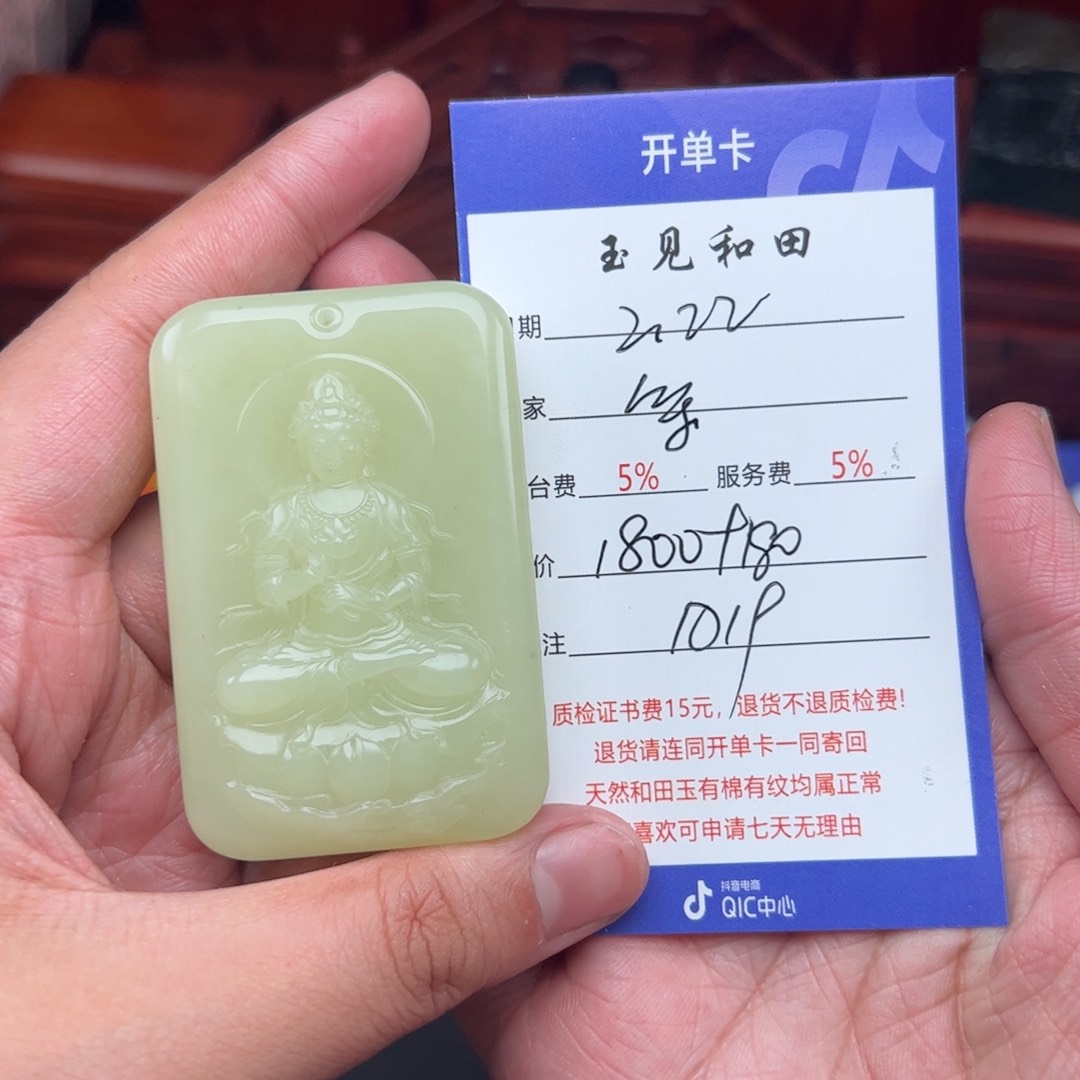 开单卡
玉见和田
期 2.22
家
台费 5% 服务费 5%
价 1800+180
注 1019
质检证书费15元，退货不退质检费！
退货请连同开单卡一同寄回
天然和田玉有棉有纹均属正常
喜欢可申请七天无理由
抖音电商
QIC中心